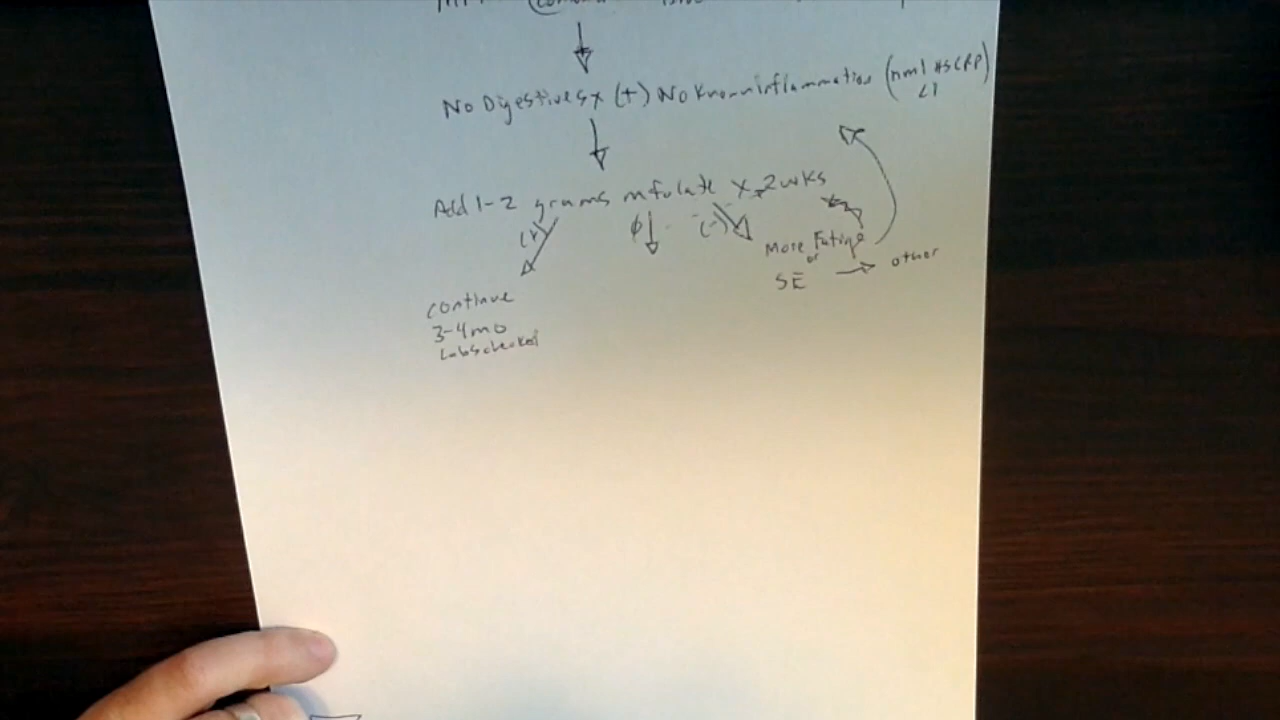 No Digestive sx (+) No Known inflammation (nml HSCRP)
<1
Add 1-2 grams mfolate x 2wks
(+) ϕ (-)
More Fatigue
or
SE → other
continue
3-4mo
Labs checked